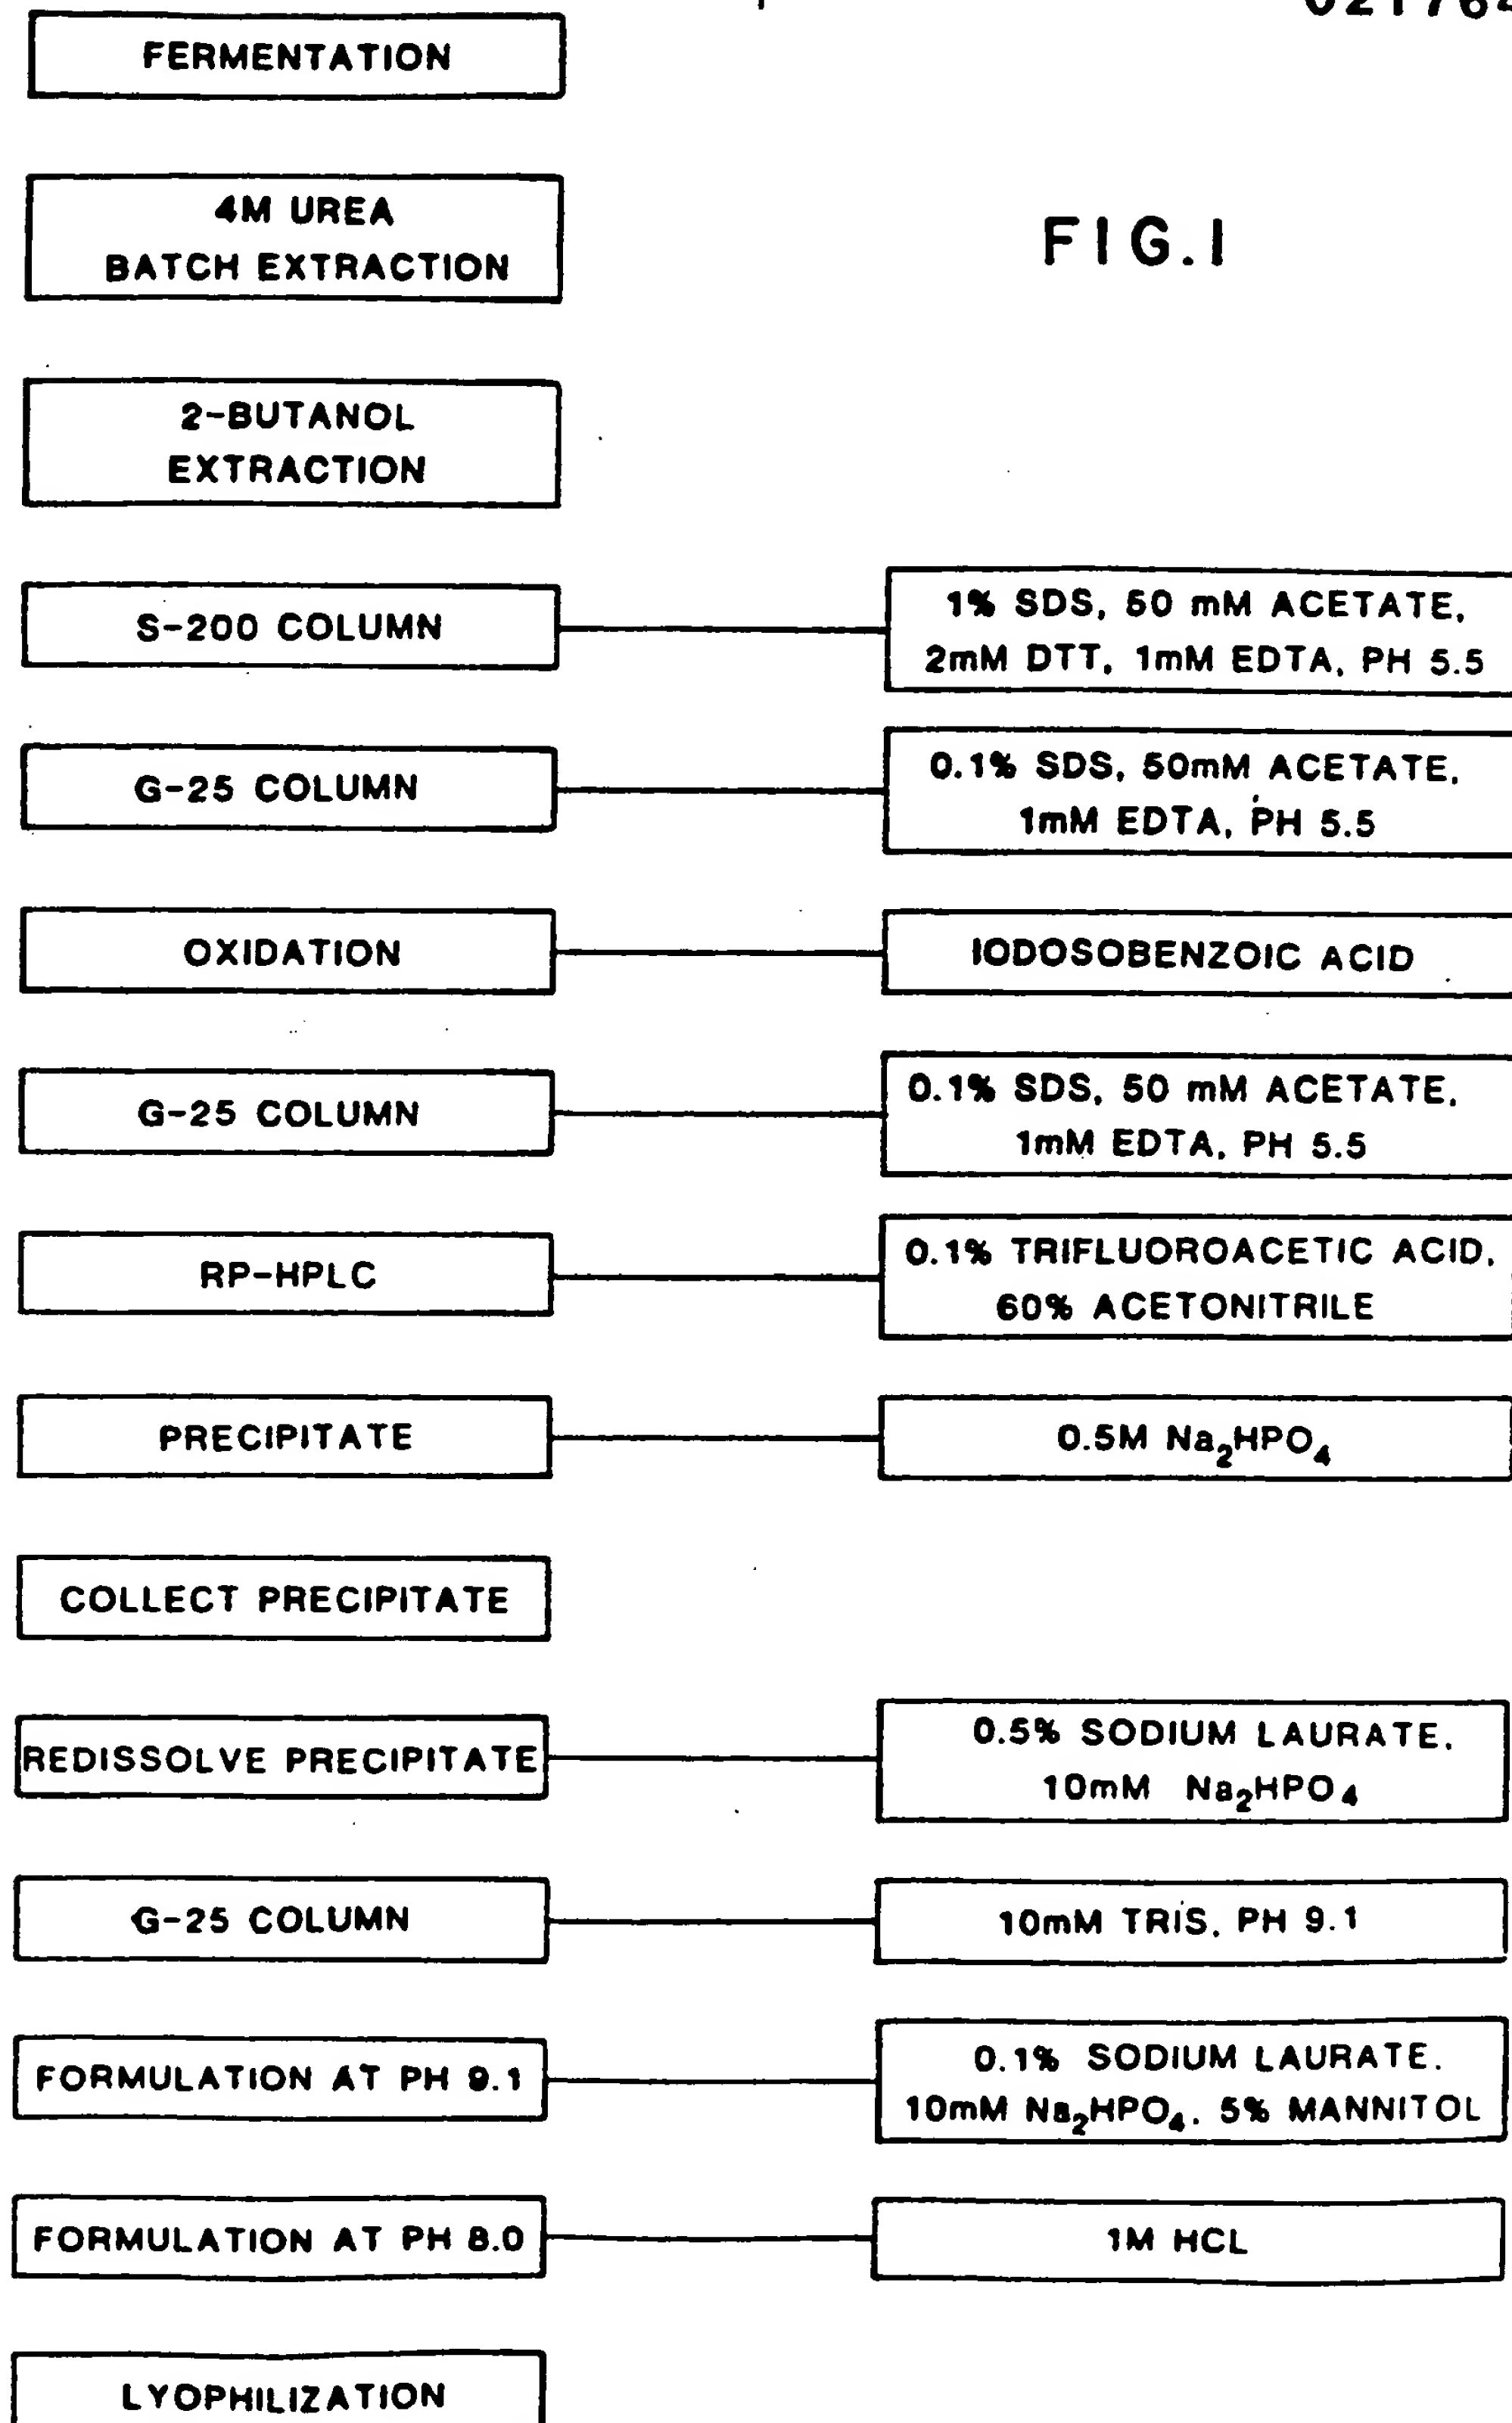 FERMENTATION
4M UREA
BATCH EXTRACTION
FIG.1
2-BUTANOL
EXTRACTION
S-200 COLUMN
1% SDS, 50 mM ACETATE,
2mM DTT, 1mM EDTA, PH 5.5
G-25 COLUMN
0.1% SDS, 50mM ACETATE,
1mM EDTA, PH 5.5
OXIDATION
IODOSOBENZOIC ACID
G-25 COLUMN
0.1% SDS, 50 mM ACETATE,
1mM EDTA, PH 5.5
RP-HPLC
0.1% TRIFLUOROACETIC ACID,
60% ACETONITRILE
PRECIPITATE
0.5M Na₂HPO₄
COLLECT PRECIPITATE
REDISSOLVE PRECIPITATE
0.5% SODIUM LAURATE,
10mM Na₂HPO₄
G-25 COLUMN
10mM TRIS, PH 9.1
FORMULATION AT PH 9.1
0.1% SODIUM LAURATE,
10mM Na₂HPO₄, 5% MANNITOL
FORMULATION AT PH 8.0
1M HCL
LYOPHILIZATION